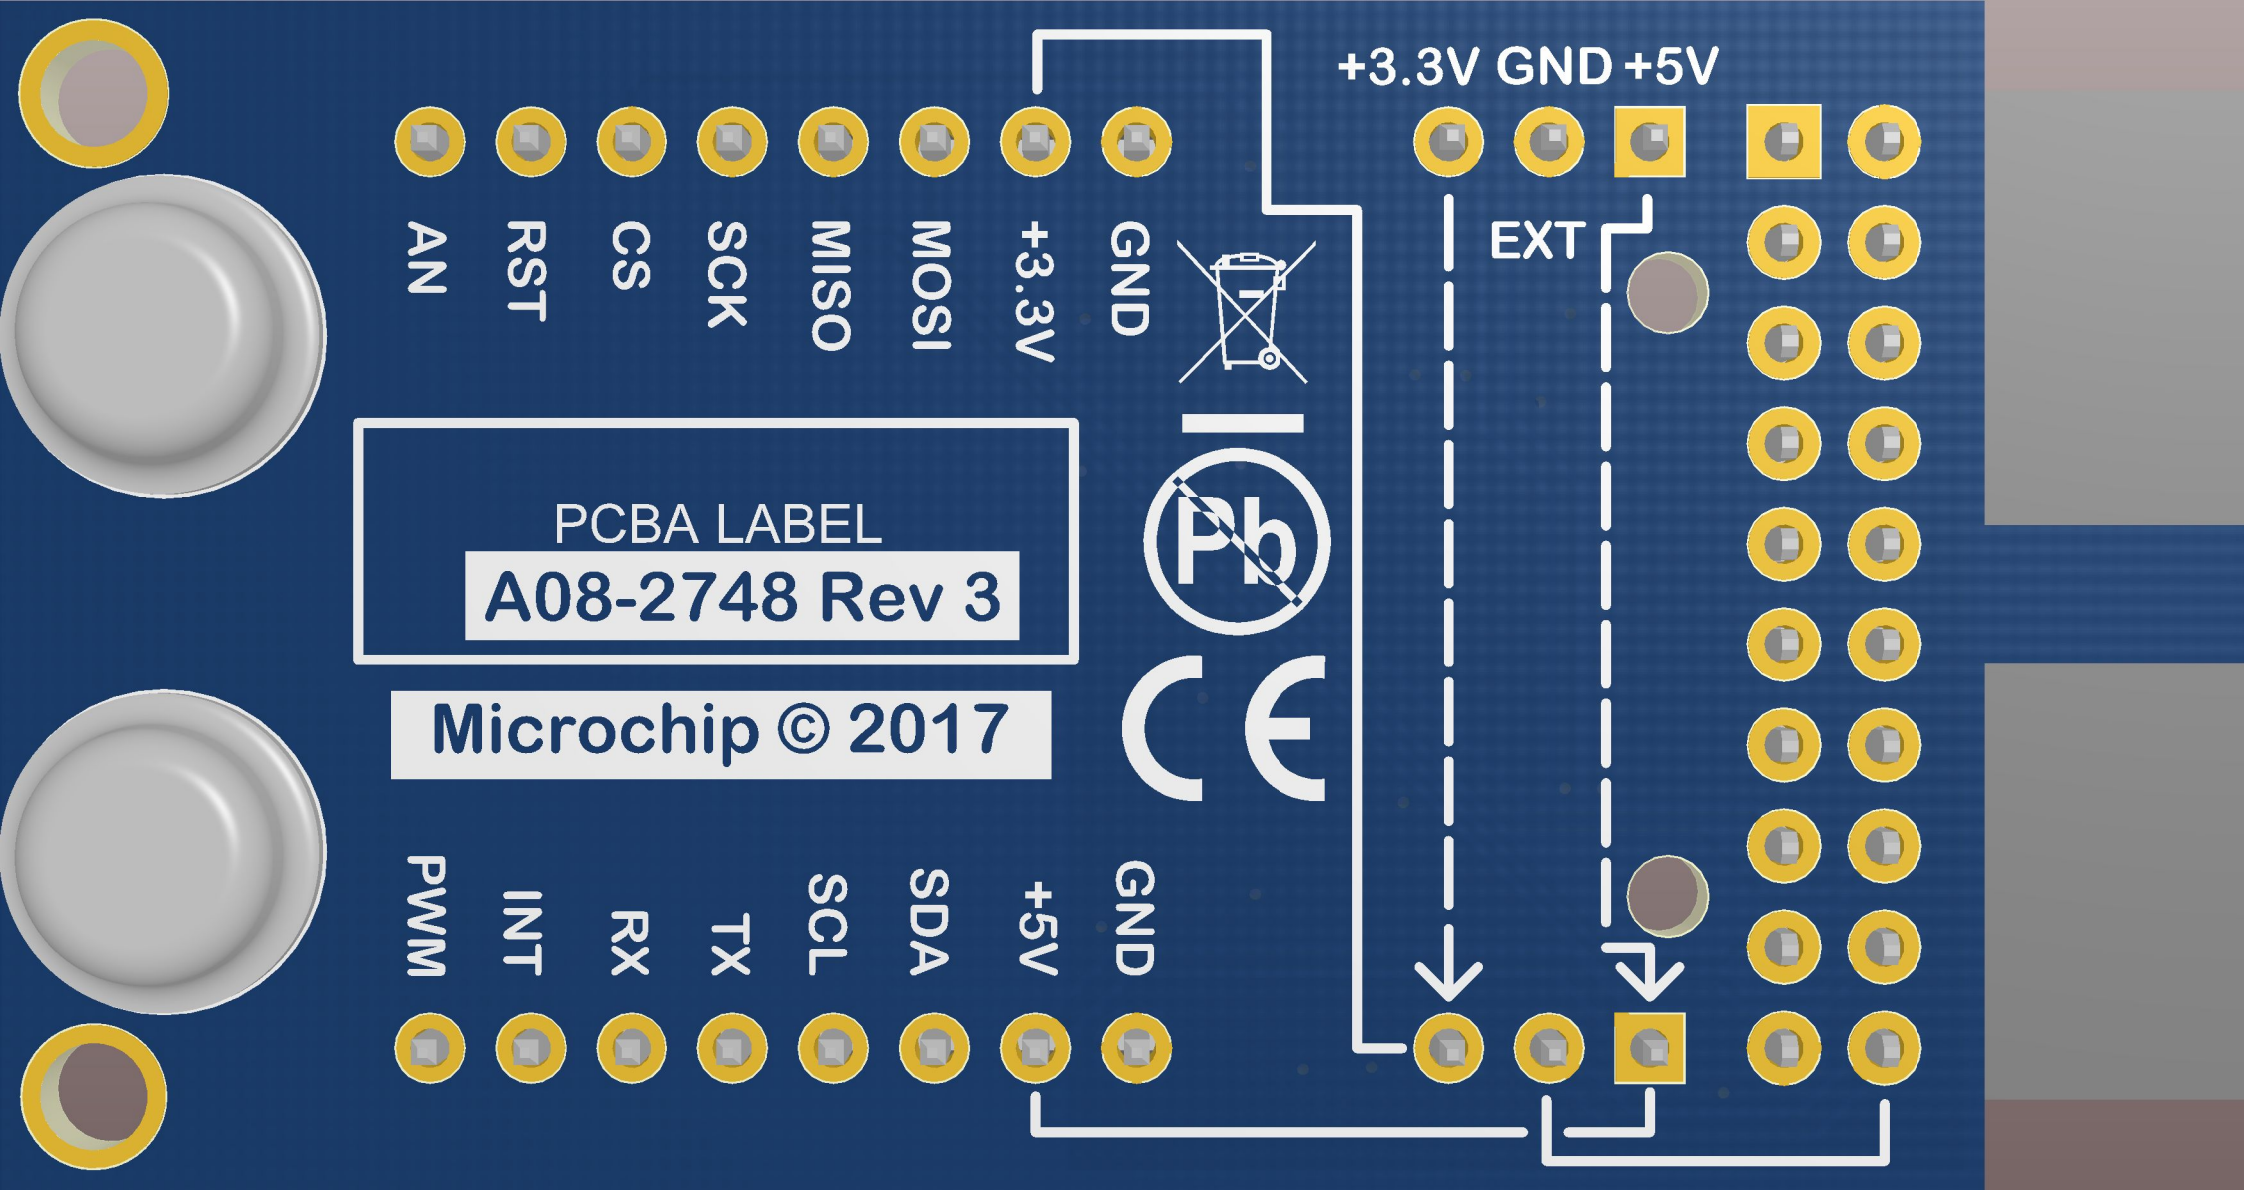 +3.3V GND +5V
AN
RST
CS
SCK
MISO
MOSI
+3.3V
GND
EXT
PCBA LABEL
A08-2748 Rev 3
Pb
Microchip © 2017
CE
PWM
INT
RX
TX
SCL
SDA
+5V
GND